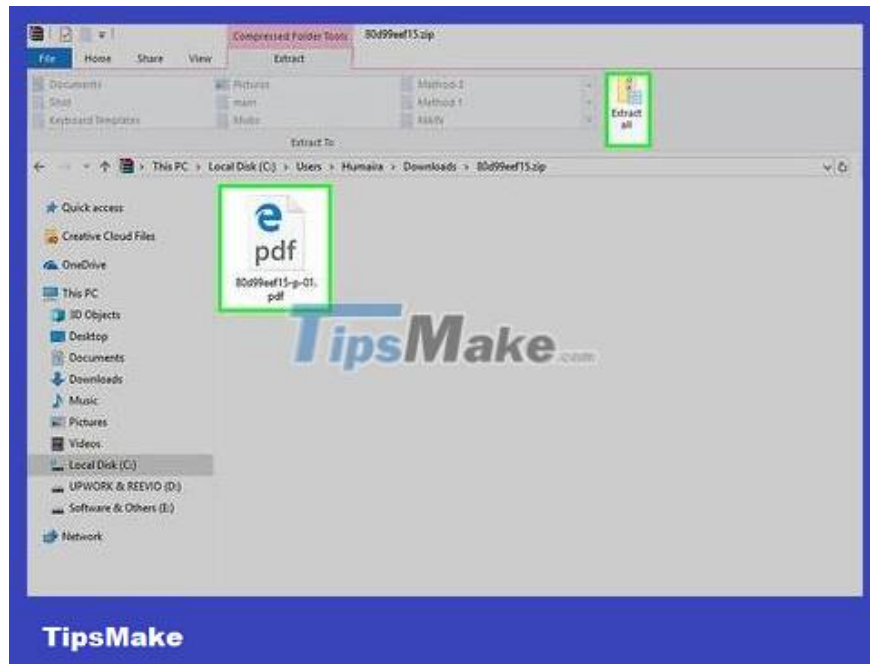 Compressed Folder Tools 80d99eef15.zip
File Home Share View Extract
Documents Pictures Method-2
Shot main Method 1
Keyboard Templates Music MAIN
Extract all
Extract To
This PC > Local Disk (C:) > Users > Humaira > Downloads > 80d99eef15.zip
Quick access
Creative Cloud Files
OneDrive
This PC
3D Objects
Desktop
Documents
Downloads
Music
Pictures
Videos
Local Disk (C:)
UPWORK & REEVIO (D:)
Software & Others (E:)
Network
pdf
80d99eef15-p-01.
pdf
TipsMake.com
TipsMake